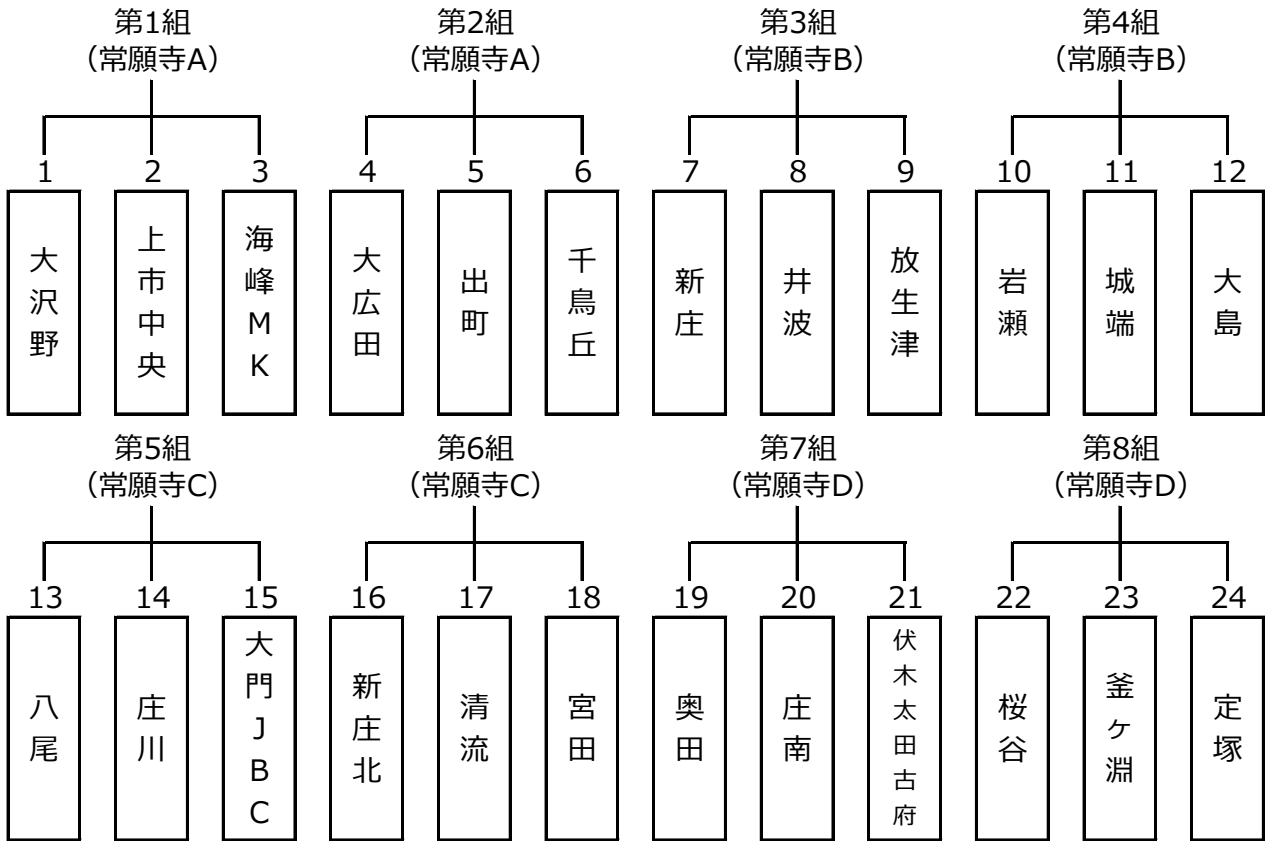 第1組
（常願寺A）
第2組
（常願寺A）
第3組
（常願寺B）
第4組
（常願寺B）
1
2
3
4
5
6
7
8
9
10
11
12
大沢野
上市中央
海峰MK
大広田
出町
千鳥丘
新庄
井波
放生津
岩瀬
城端
大島
第5組
（常願寺C）
第6組
（常願寺C）
第7組
（常願寺D）
第8組
（常願寺D）
13
14
15
16
17
18
19
20
21
22
23
24
八尾
庄川
大門JBC
新庄北
清流
宮田
奥田
庄南
伏木太田古府
桜谷
釜ヶ淵
定塚